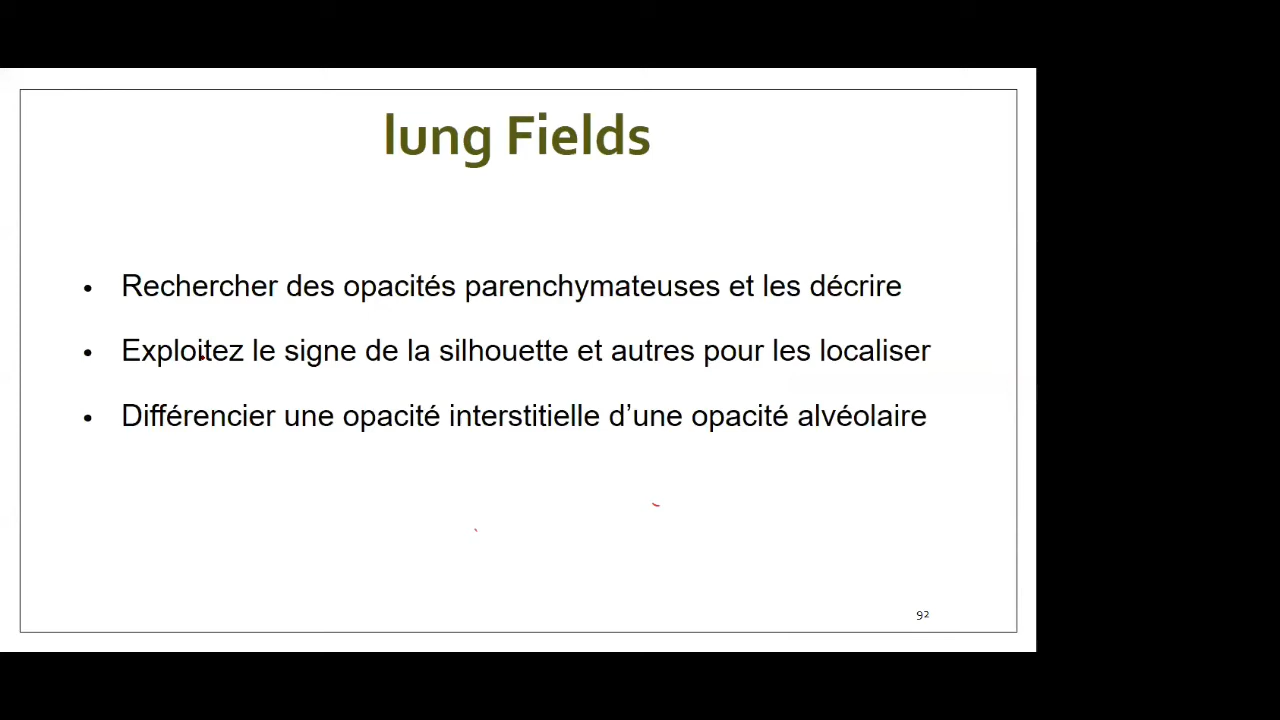 lung Fields
• Rechercher des opacités parenchymateuses et les décrire
• Exploitez le signe de la silhouette et autres pour les localiser
• Différencier une opacité interstitielle d’une opacité alvéolaire
92